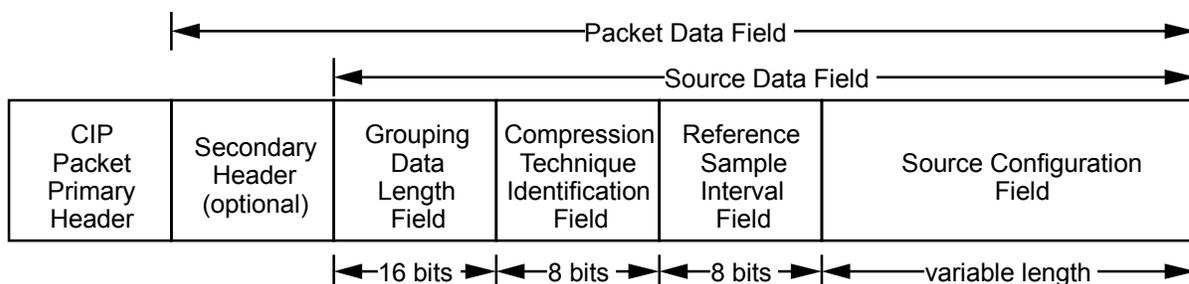 Packet Data Field
Source Data Field
CIP
Packet
Primary
Header
Secondary
Header
(optional)
Grouping
Data
Length
Field
Compression
Technique
Identification
Field
Reference
Sample
Interval
Field
Source Configuration
Field
16 bits
8 bits
8 bits
variable length